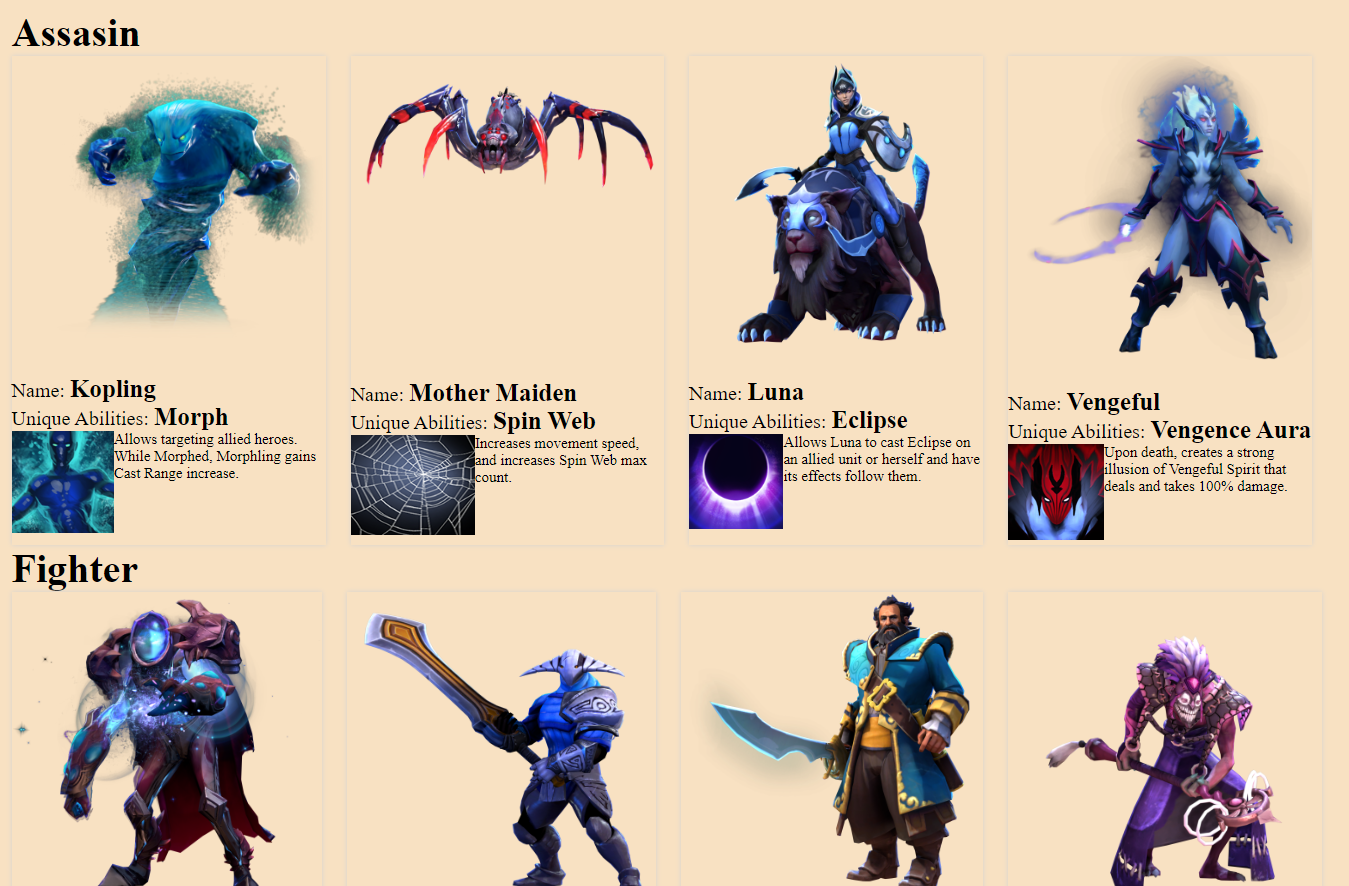 Assasin
Name: Kopling
Unique Abilities: Morph
Allows targeting allied heroes.
While Morphed, Morphling gains
Cast Range increase.
Name: Mother Maiden
Unique Abilities: Spin Web
Increases movement speed,
and increases Spin Web max
count.
Name: Luna
Unique Abilities: Eclipse
Allows Luna to cast Eclipse on
an allied unit or herself and have
its effects follow them.
Name: Vengeful
Unique Abilities: Vengence Aura
Upon death, creates a strong
illusion of Vengeful Spirit that
deals and takes 100% damage.
Fighter